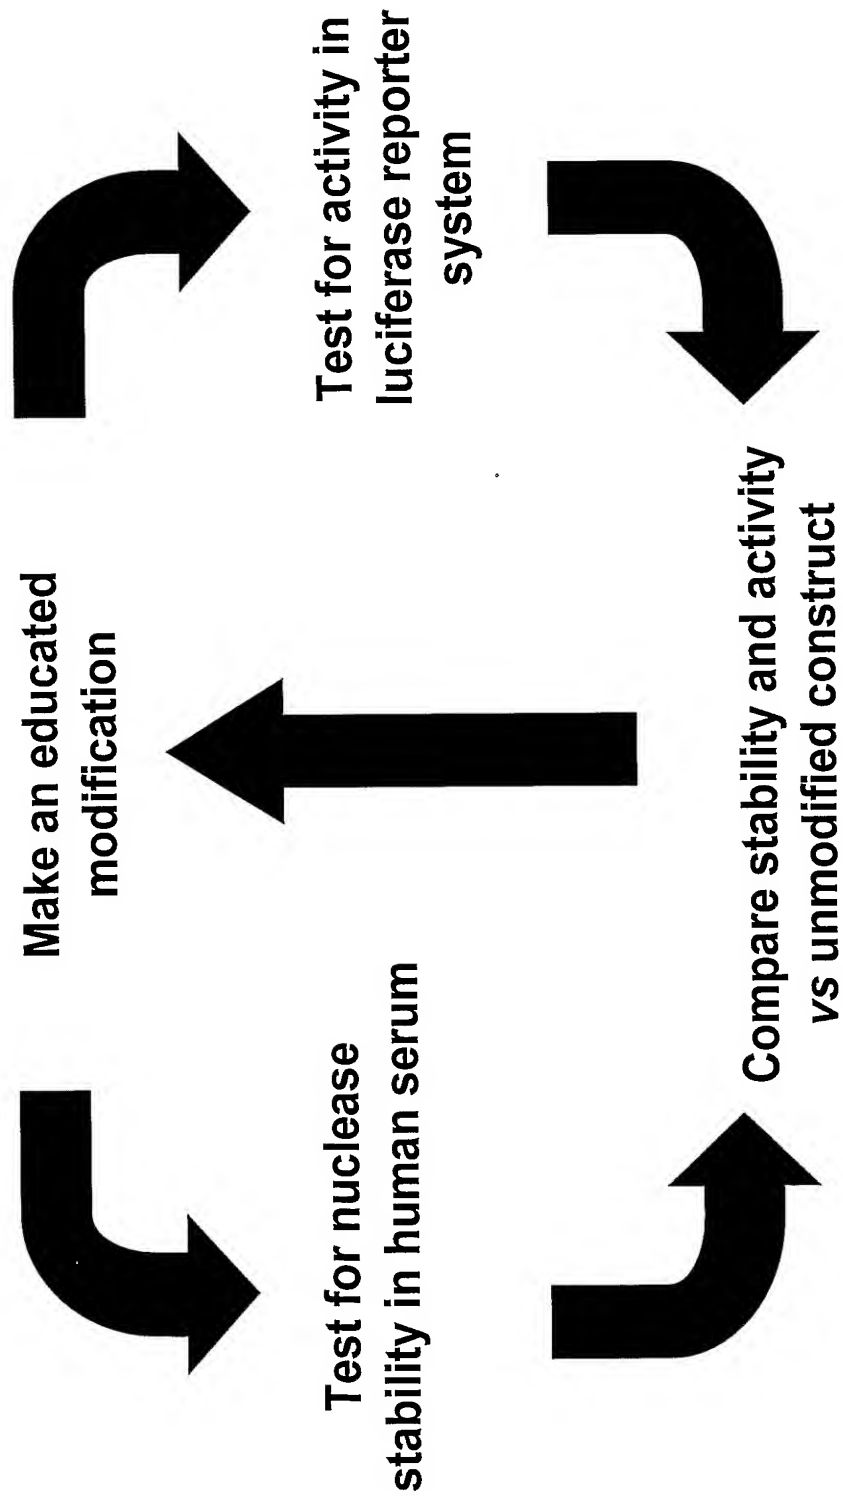 Make an educated
modification
Test for nuclease
stability in human serum
Test for activity in
luciferase reporter
system
Compare stability and activity
vs unmodified construct